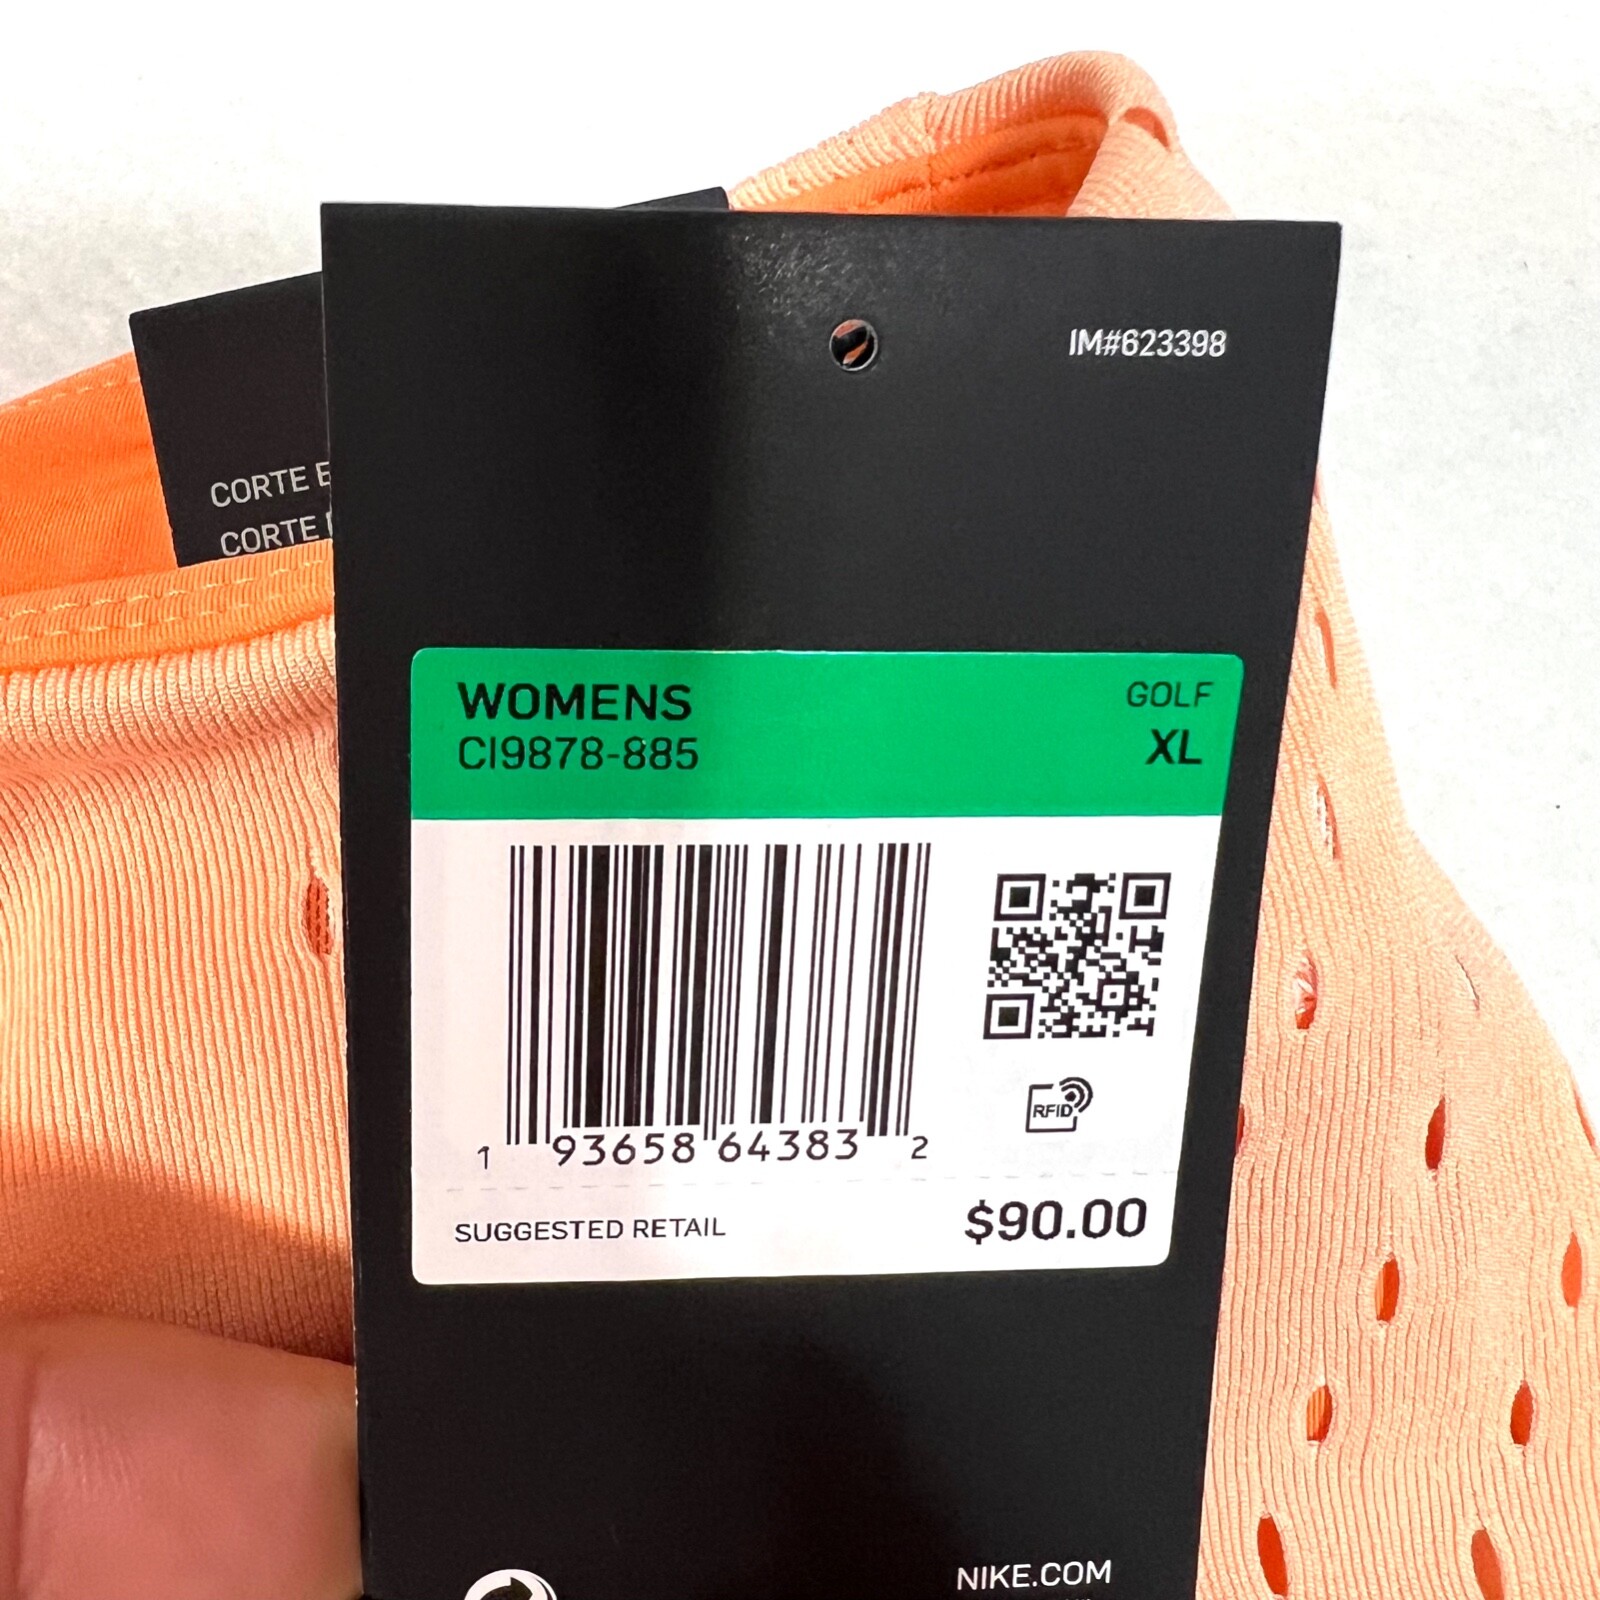 IM#623398
CORTE
CORTE
WOMENS
GOLF
CI9878-885
XL
RFID
1 93658 64383 2
SUGGESTED RETAIL
$90.00
NIKE.COM